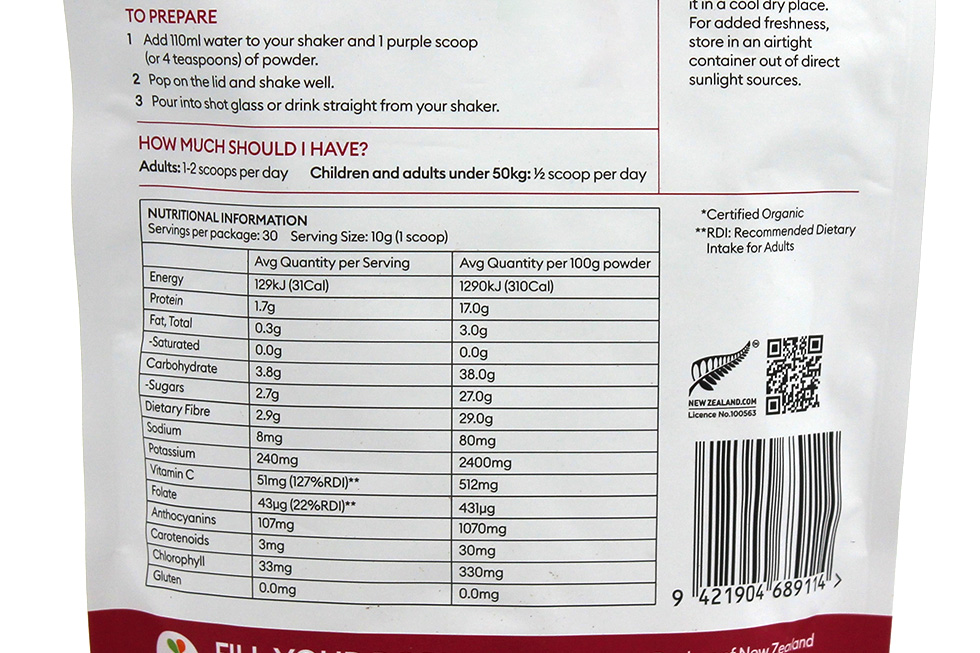 TO PREPARE
1 Add 110ml water to your shaker and 1 purple scoop
(or 4 teaspoons) of powder.
2 Pop on the lid and shake well.
3 Pour into shot glass or drink straight from your shaker.
HOW MUCH SHOULD I HAVE?
Adults: 1-2 scoops per day Children and adults under 50kg: ½ scoop per day
it in a cool dry place.
For added freshness,
store in an airtight
container out of direct
sunlight sources.
NUTRITIONAL INFORMATION
Servings per package: 30 Serving Size: 10g (1 scoop)
Avg Quantity per Serving Avg Quantity per 100g powder
Energy 129kJ (31Cal) 1290kJ (310Cal)
Protein 1.7g 17.0g
Fat, Total 0.3g 3.0g
-Saturated 0.0g 0.0g
Carbohydrate 3.8g 38.0g
-Sugars 2.7g 27.0g
Dietary Fibre 2.9g 29.0g
Sodium 8mg 80mg
Potassium 240mg 2400mg
Vitamin C 51mg (127%RDI)** 512mg
Folate 43µg (22%RDI)** 431µg
Anthocyanins 107mg 1070mg
Carotenoids 3mg 30mg
Chlorophyll 33mg 330mg
Gluten 0.0mg 0.0mg
*Certified Organic
**RDI: Recommended Dietary
Intake for Adults
NEW ZEALAND.COM
Licence No.100563
9 421904 689114 >
FILL YOUR
of New Zealand